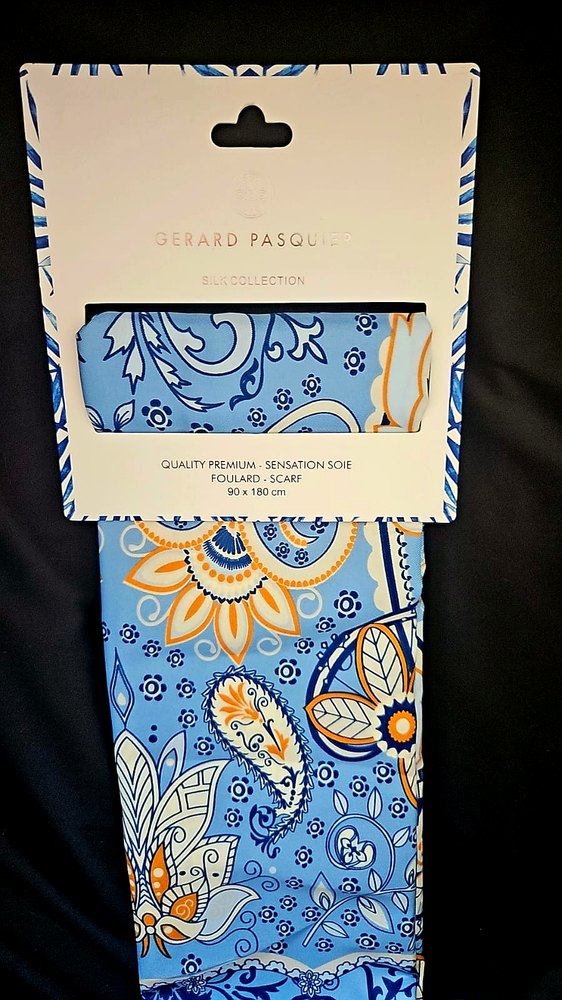 GERARD PASQUIER
SILK COLLECTION
QUALITY PREMIUM - SENSATION SOIE
FOULARD - SCARF
90 x 180 cm